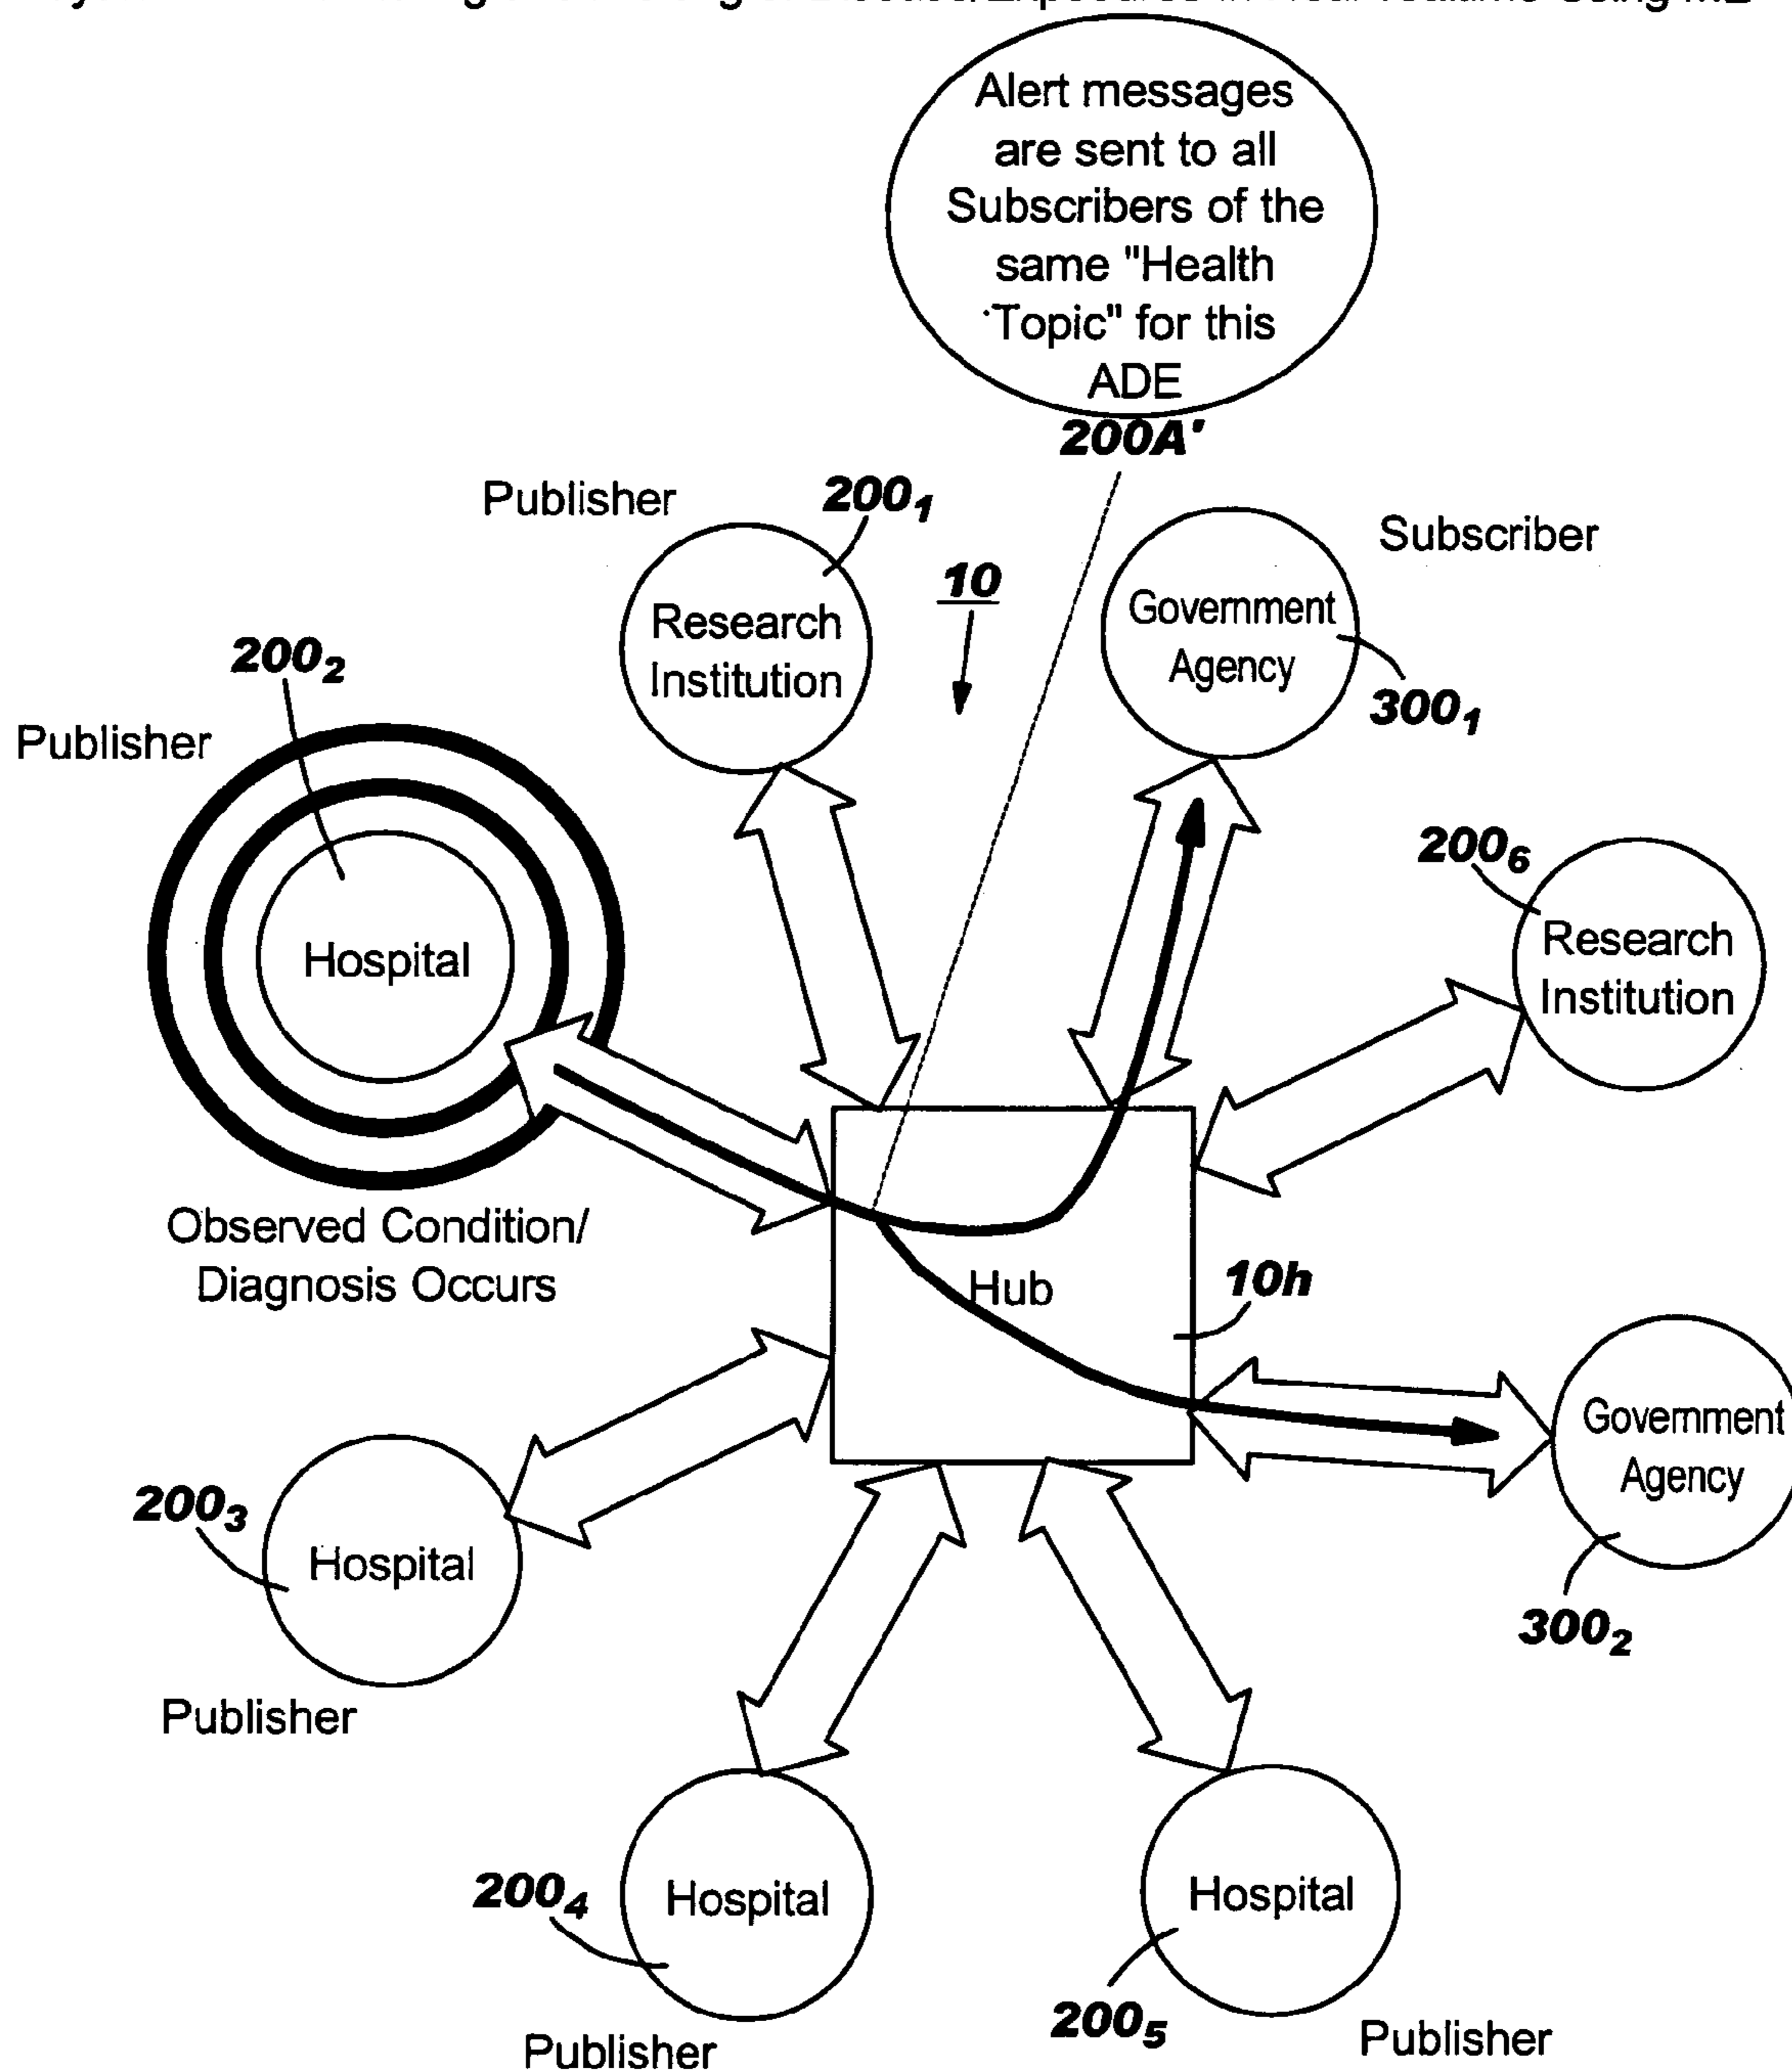 Alert messages
are sent to all
Subscribers of the
same "Health
Topic" for this
ADE
200A'
Publisher
200₁
Subscriber
10
Research
Institution
Government
Agency
300₁
200₂
Publisher
Hospital
200₆
Research
Institution
Observed Condition/
Diagnosis Occurs
Hub
10h
Government
Agency
300₂
200₃
Hospital
Publisher
200₄
Hospital
Publisher
Hospital
200₅
Publisher